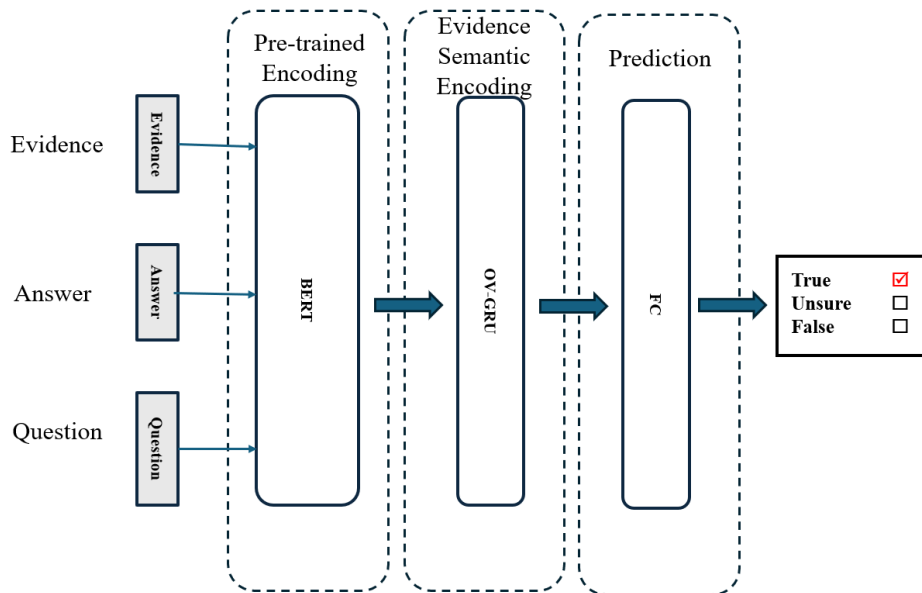 Pre-trained
Encoding
Evidence
Semantic
Encoding
Prediction
Evidence
Evidence
Answer
Answer
Question
Question
BERT
OV-GRU
FC
True ☑
Unsure ☐
False ☐